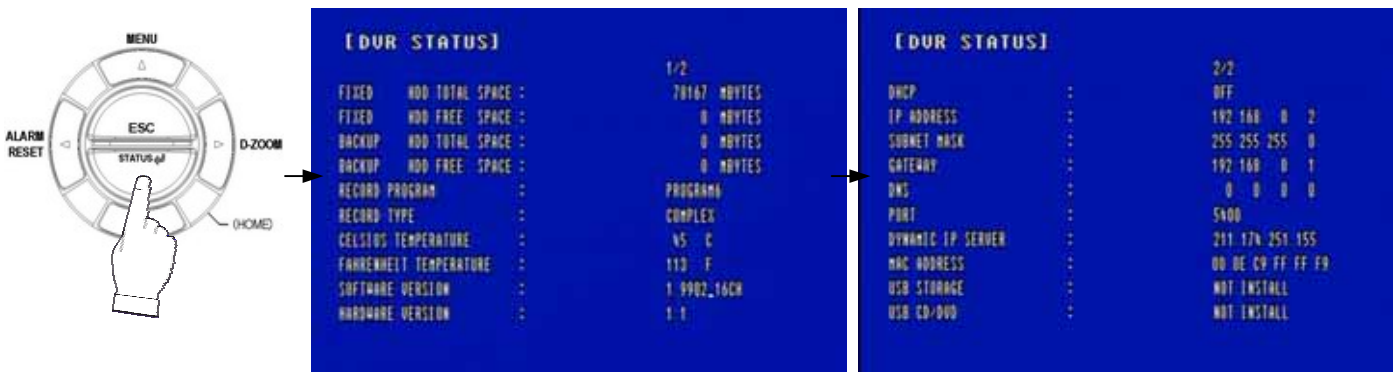 MENU
ESC
STATUS
ALARM
RESET
D-ZOOM
(HOME)
[DVR STATUS]
1/2
FIXED HDD TOTAL SPACE : 78167 MBYTES
FIXED HDD FREE SPACE : 0 MBYTES
BACKUP HDD TOTAL SPACE : 0 MBYTES
BACKUP HDD FREE SPACE : 0 MBYTES
RECORD PROGRAM : PROGRAM6
RECORD TYPE : COMPLEX
CELSIUS TEMPERATURE : 45 C
FAHRENHEIT TEMPERATURE : 113 F
SOFTWARE VERSION : 1.9902_16CH
HARDWARE VERSION : 1.1
[DVR STATUS]
2/2
DHCP : OFF
IP ADDRESS : 192 168 0 2
SUBNET MASK : 255 255 255 0
GATEWAY : 192 168 0 1
DNS : 0 0 0 0
PORT : 5400
DYNAMIC IP SERVER : 211.174.251.155
MAC ADDRESS : 00 0E C9 FF FF F9
USB STORAGE : NOT INSTALL
USB CD/DVD : NOT INSTALL